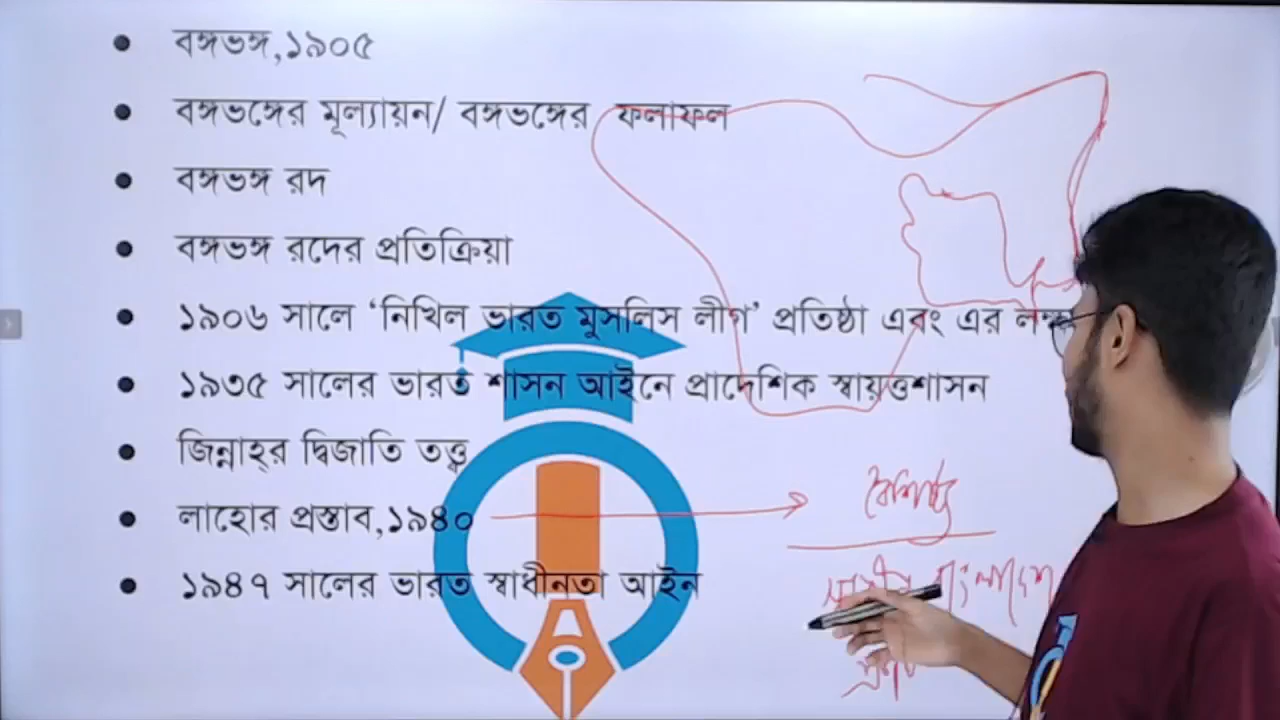 বঙ্গভঙ্গ,১৯০৫
বঙ্গভঙ্গের মূল্যায়ন/ বঙ্গভঙ্গের ফলাফল
বঙ্গভঙ্গ রদ
বঙ্গভঙ্গ রদের প্রতিক্রিয়া
১৯০৬ সালে ‘নিখিল ভারত মুসলিস লীগ’ প্রতিষ্ঠা এবং এর
১৯৩৫ সালের ভারত শাসন আইনে প্রাদেশিক স্বায়ত্তশাসন
জিন্নাহ্‌র দ্বিজাতি তত্ত্ব
লাহোর প্রস্তাব,১৯৪০
বৈশিষ্ট্য
১৯৪৭ সালের ভারত স্বাধীনতা আইন